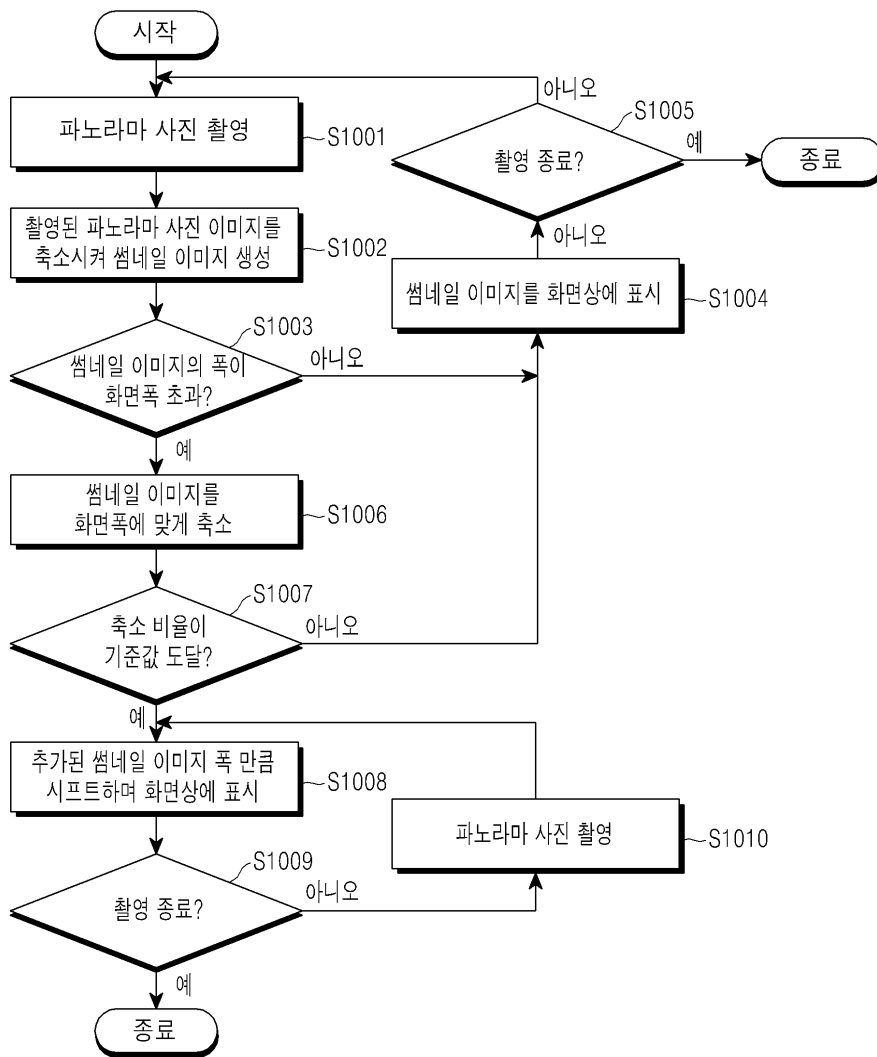 시작
파노라마 사진 촬영
S1001
촬영된 파노라마 사진 이미지를
축소시켜 썸네일 이미지 생성
S1002
S1003
썸네일 이미지의 폭이
화면폭 초과?
아니오
예
썸네일 이미지를
화면폭에 맞게 축소
S1006
S1007
축소 비율이
기준값 도달?
아니오
예
추가된 썸네일 이미지 폭 만큼
시프트하며 화면상에 표시
S1008
S1009
촬영 종료?
아니오
예
종료
아니오
S1005
촬영 종료?
예
종료
아니오
썸네일 이미지를 화면상에 표시
S1004
파노라마 사진 촬영
S1010